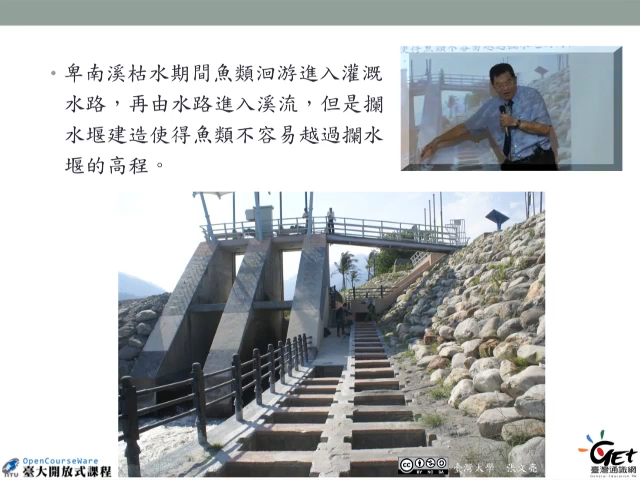 • 卑南溪枯水期間魚類洄游進入灌溉
水路，再由水路進入溪流，但是攔
水堰建造使得魚類不容易越過攔水
堰的高程。
臺灣大學 張文亮
NTU OpenCourseWare
臺大開放式課程
Get
臺灣通識網